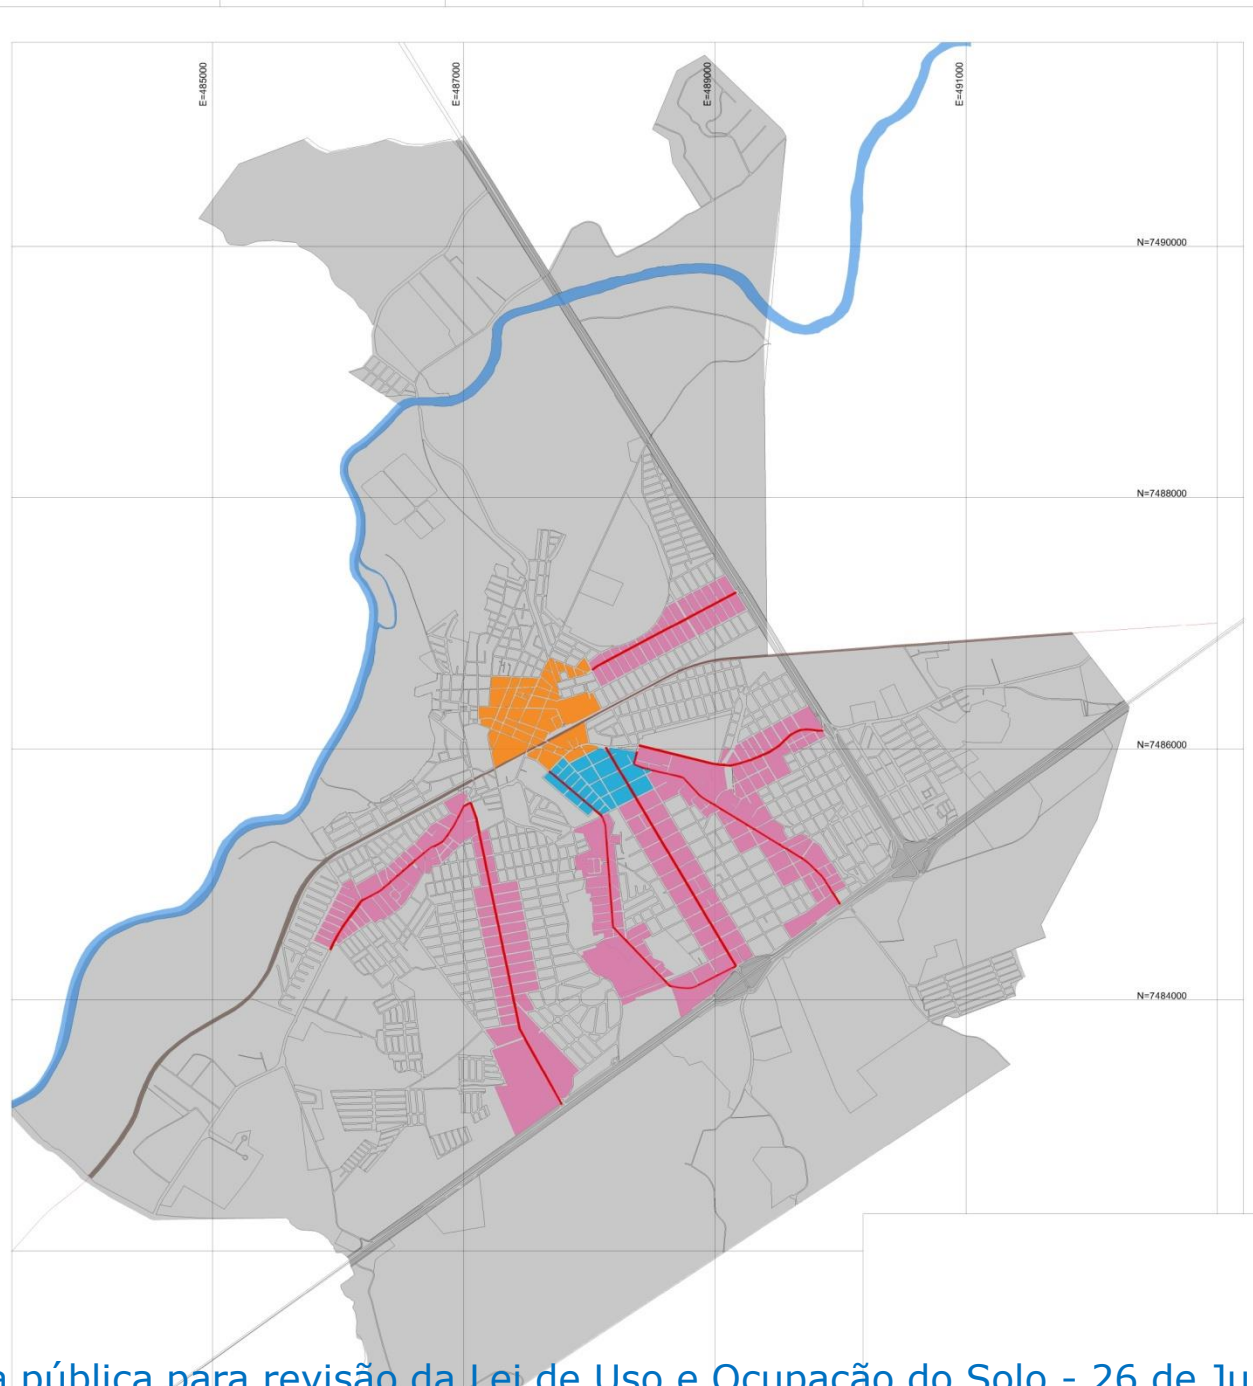 E=485000
E=487000
E=489000
E=491000
N=7490000
N=7488000
N=7486000
N=7484000
a pública para revisão da Lei de Uso e Ocupação do Solo - 26 de Ju